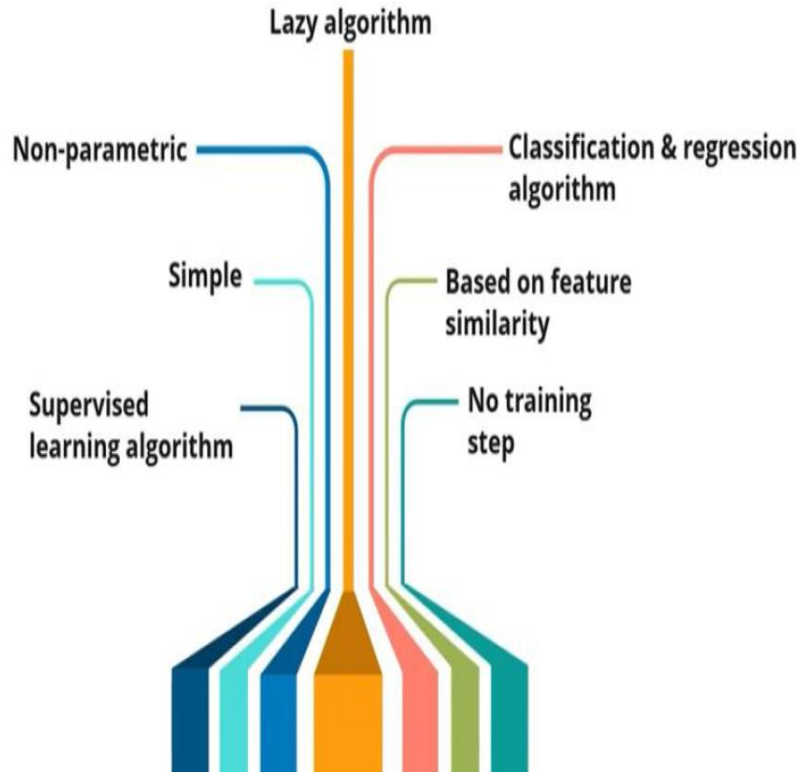 Lazy algorithm
Non-parametric
Classification & regression
algorithm
Simple
Based on feature
similarity
Supervised
learning algorithm
No training
step